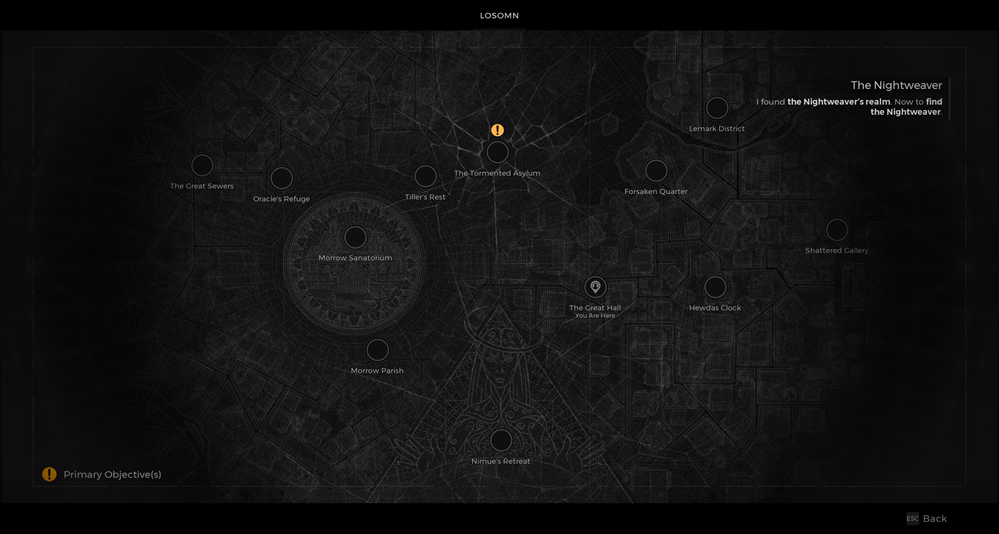 LOSOMN
The Nightweaver
I found the Nightweaver's realm. Now to find
the Nightweaver.
Lemark District
!
The Tormented Asylum
The Great Sewers
Oracle's Refuge
Tiller's Rest
Forsaken Quarter
Shattered Gallery
Morrow Sanatorium
The Great Hall
You Are Here
Hewdas Clock
Morrow Parish
Nimue's Retreat
! Primary Objective(s)
ESC Back